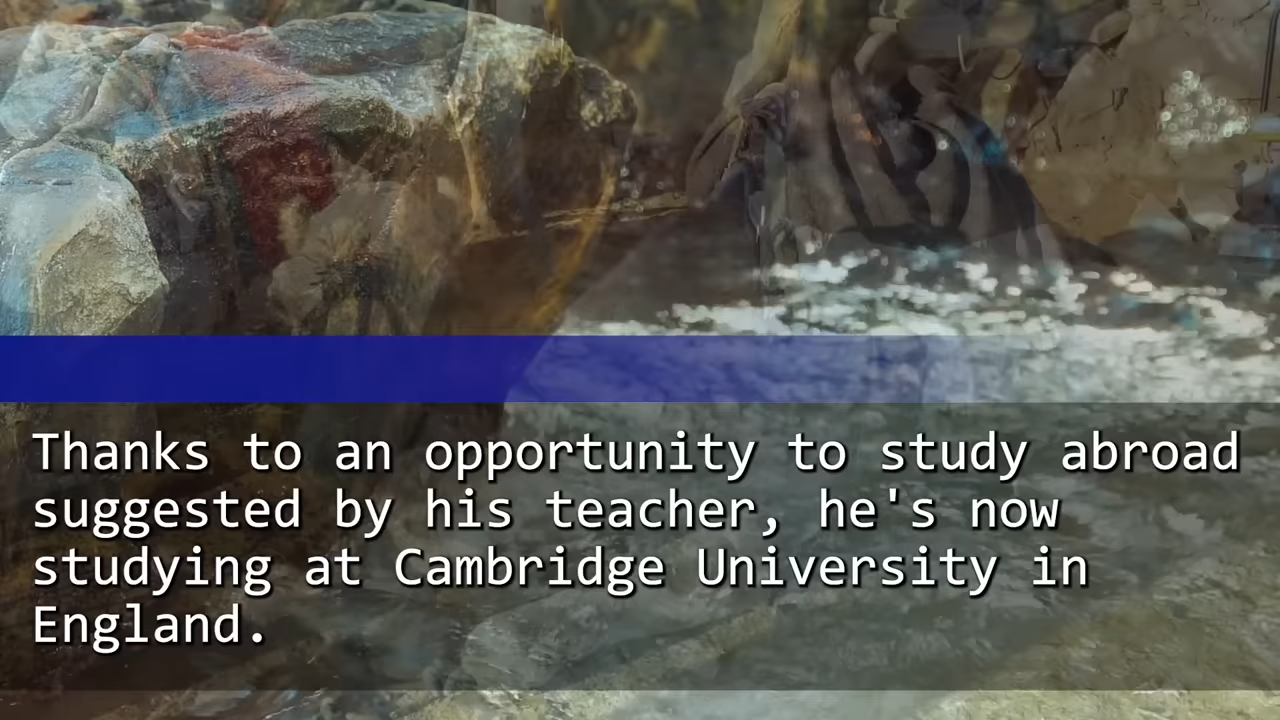 Thanks to an opportunity to study abroad
suggested by his teacher, he's now
studying at Cambridge University in
England.